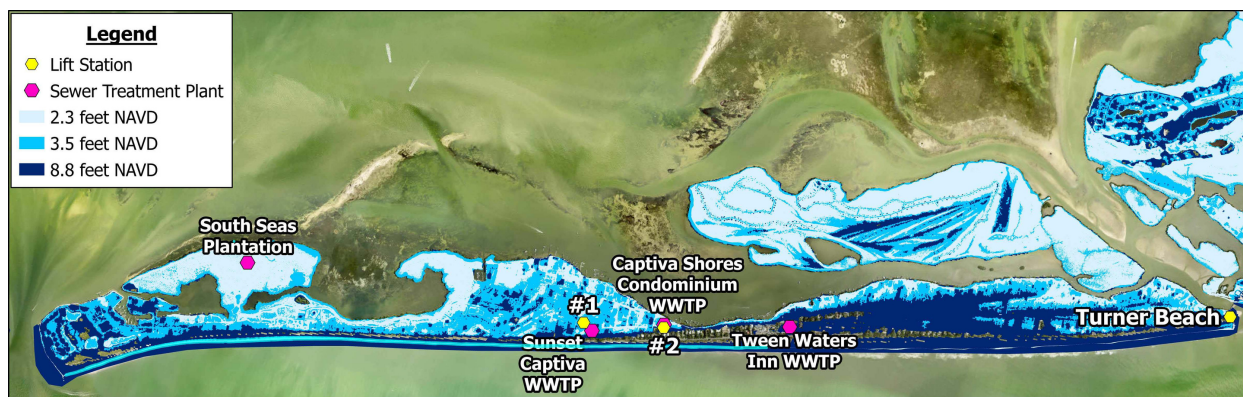 Legend
Lift Station
Sewer Treatment Plant
2.3 feet NAVD
3.5 feet NAVD
8.8 feet NAVD
South Seas
Plantation
#1
Sunset
Captiva
WWTP
Captiva Shores
Condominium
WWTP
#2
Tween Waters
Inn WWTP
Turner Beach